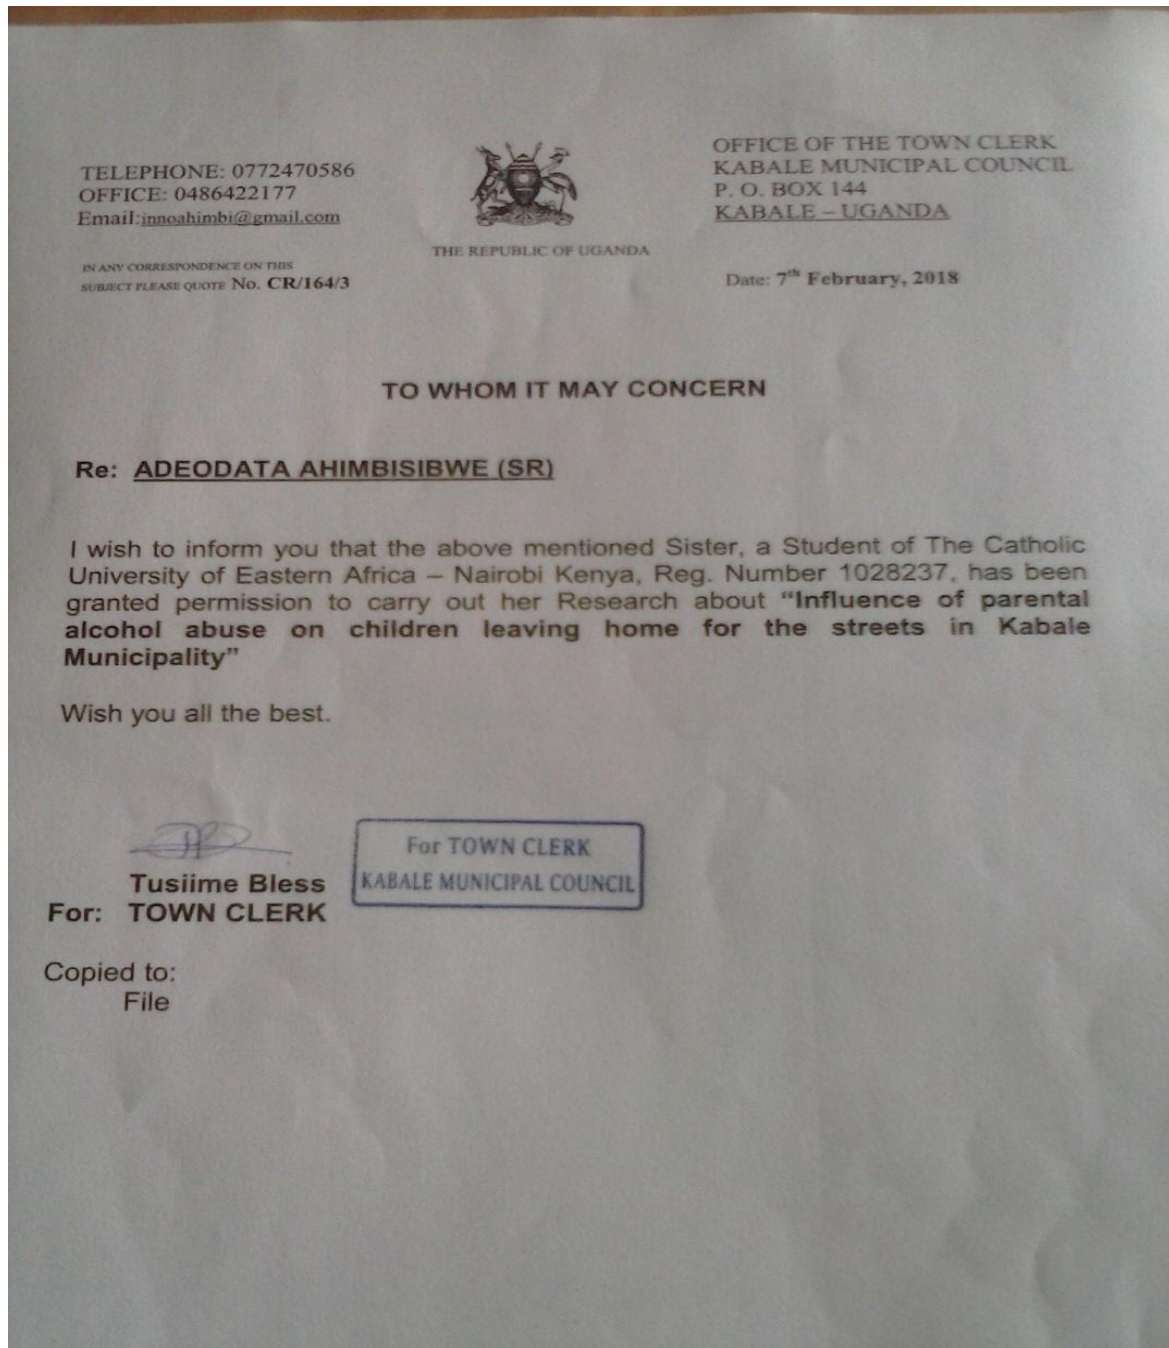 TELEPHONE: 0772470586
OFFICE: 0486422177
Email:innoahimbi@gmail.com
IN ANY CORRESPONDENCE ON THIS
SUBJECT PLEASE QUOTE No. CR/164/3
THE REPUBLIC OF UGANDA
OFFICE OF THE TOWN CLERK
KABALE MUNICIPAL COUNCIL
P. O. BOX 144
KABALE – UGANDA
Date: 7th February, 2018
TO WHOM IT MAY CONCERN
Re: ADEODATA AHIMBISIBWE (SR)
I wish to inform you that the above mentioned Sister, a Student of The Catholic
University of Eastern Africa – Nairobi Kenya, Reg. Number 1028237, has been
granted permission to carry out her Research about “Influence of parental
alcohol abuse on children leaving home for the streets in Kabale
Municipality”
Wish you all the best.
Tusiime Bless
For: TOWN CLERK
For TOWN CLERK
KABALE MUNICIPAL COUNCIL
Copied to:
File